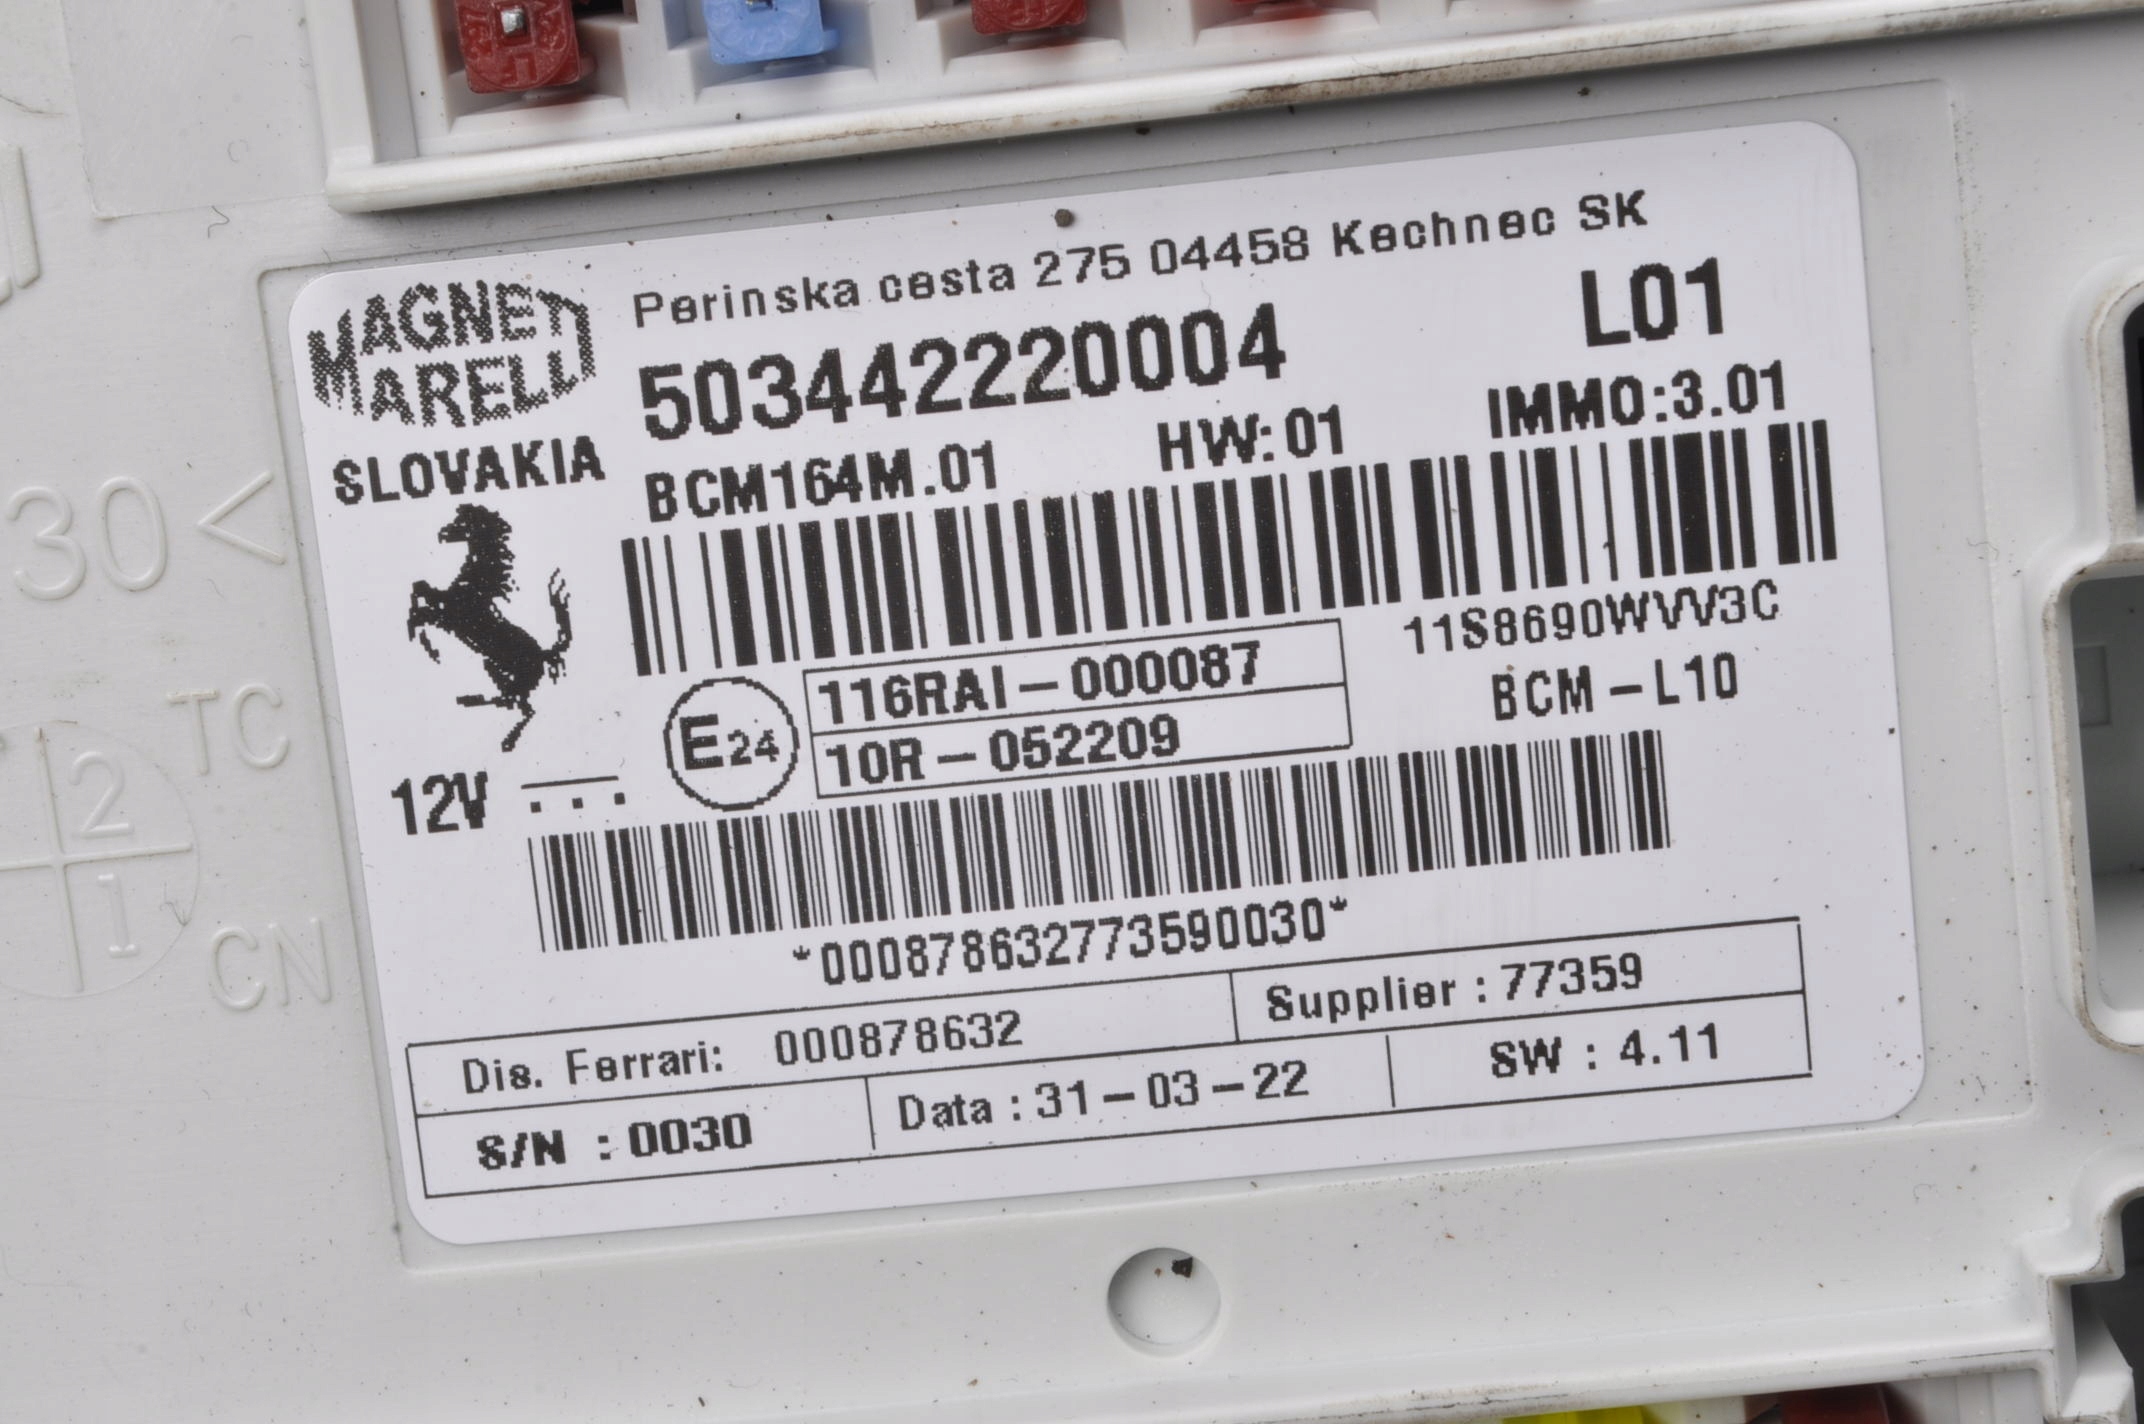 Perinska cesta 275 04458 Kechnec SK
MAGNETI
MARELLI
503442220004
L01
SLOVAKIA
BCM164M.01
HW:01
IMMO:3.01
30 <
11S8690WVV3C
116RAI-000087
BCM-L10
E24
10R-052209
12V
TC
2
1
CN
*000878632773590030*
Dis. Ferrari: 000878632
Supplier : 77359
S/N : 0030
Data : 31-03-22
SW : 4.11